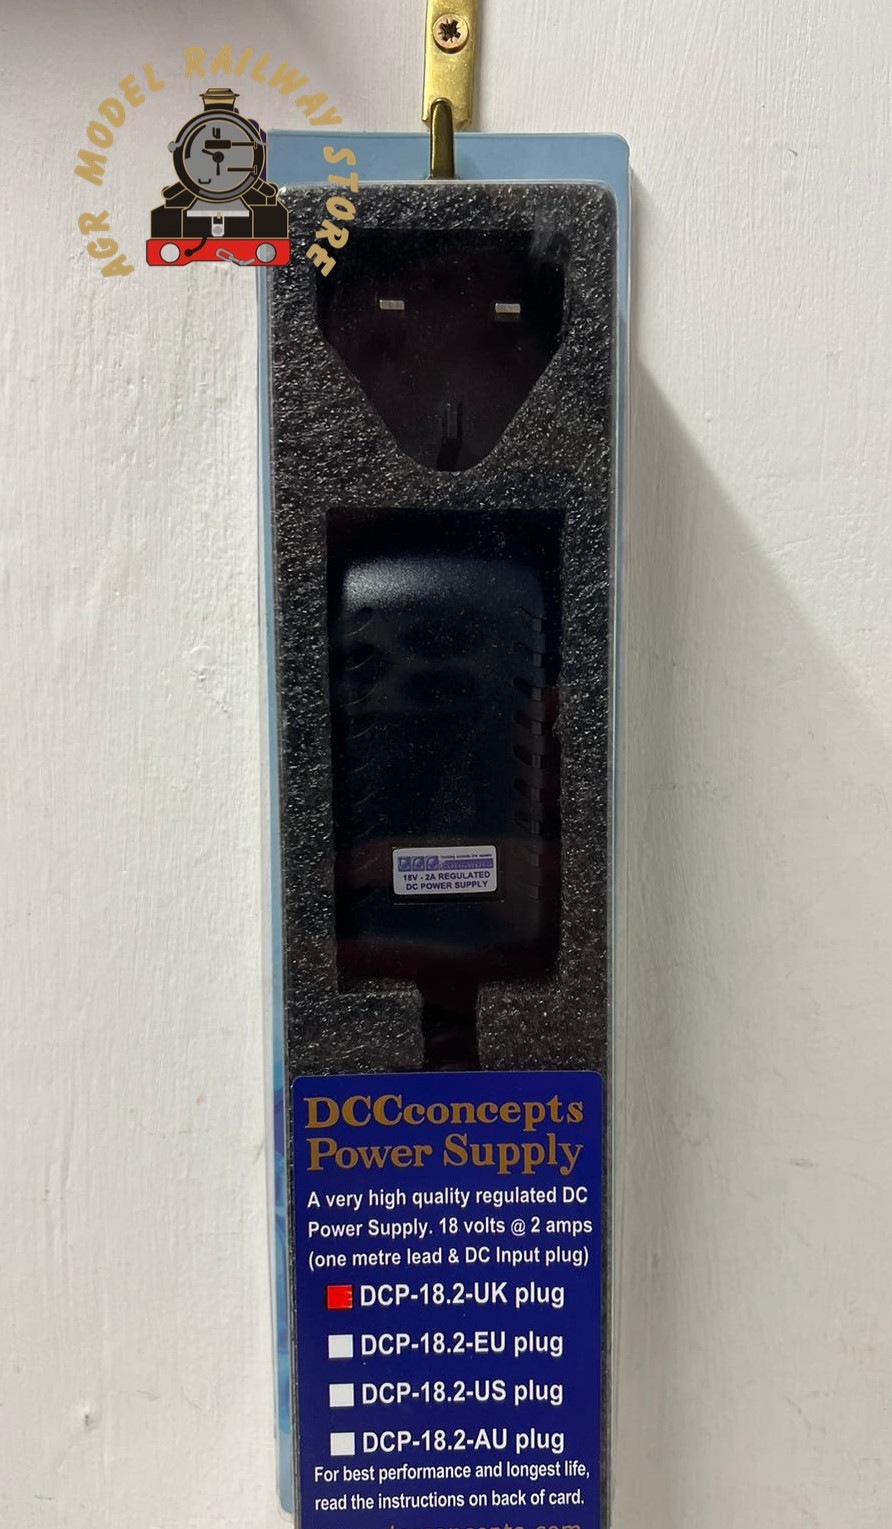 AGR MODEL RAILWAY STORE
18V - 2A REGULATED
DC POWER SUPPLY
DCCconcepts
Power Supply
A very high quality regulated DC
Power Supply. 18 volts @ 2 amps
(one metre lead & DC Input plug)
DCP-18.2-UK plug
DCP-18.2-EU plug
DCP-18.2-US plug
DCP-18.2-AU plug
For best performance and longest life,
read the instructions on back of card.